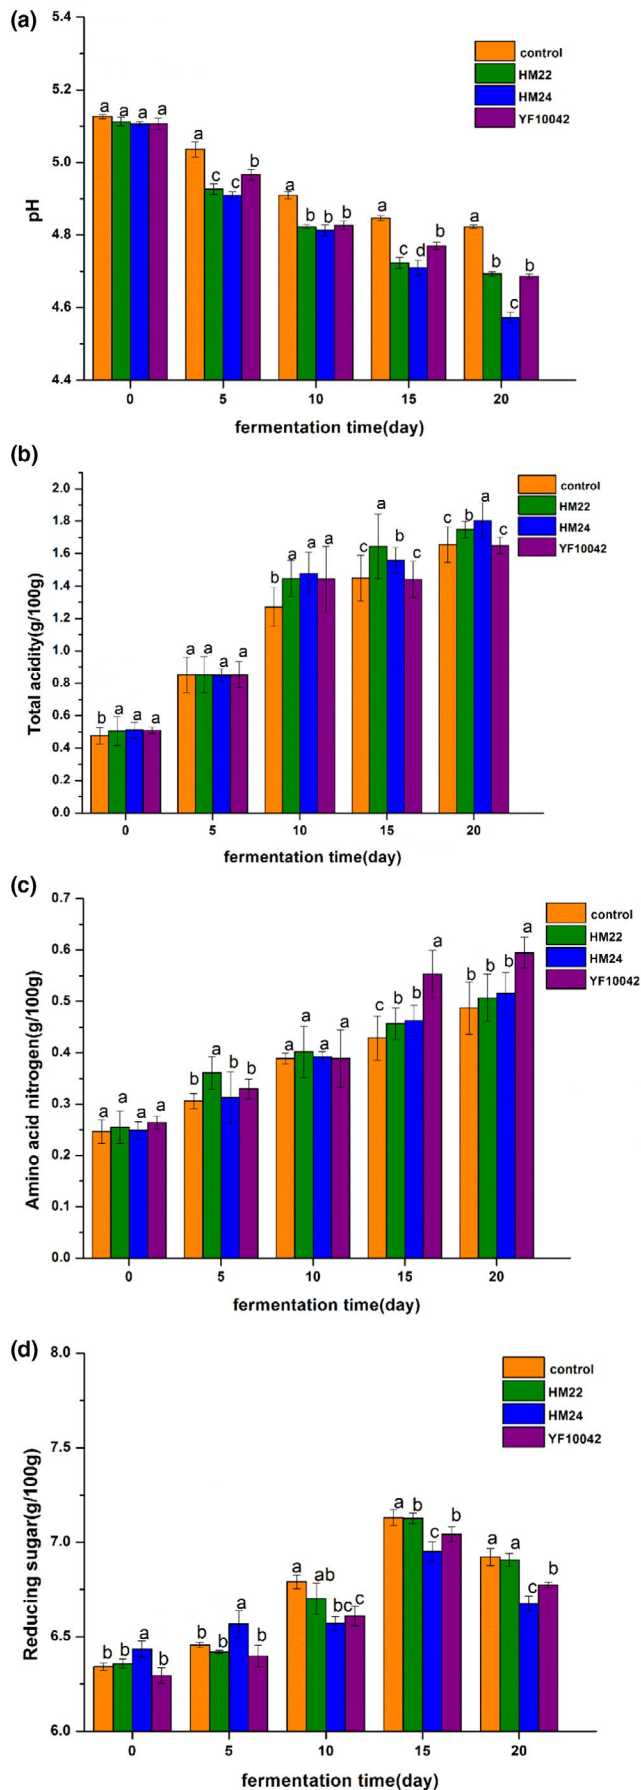 (a)
5.4
5.2
5.0
4.8
4.6
4.4
pH
control
HM22
HM24
YF10042
a a a a
a c c b
a b b b
a c d b
a b c b
0 5 10 15 20
fermentation time(day)
(b)
2.0
1.8
1.6
1.4
1.2
1.0
0.8
0.6
0.4
0.2
0.0
Total acidity(g/100g)
control
HM22
HM24
YF10042
b a a a
a a a a
b a a a
c a b c
c b a c
0 5 10 15 20
fermentation time(day)
(c)
0.7
0.6
0.5
0.4
0.3
0.2
0.1
0.0
Amino acid nitrogen(g/100g)
control
HM22
HM24
YF10042
a a a a
b a b b
a a a a
c b b a
b b b a
0 5 10 15 20
fermentation time(day)
(d)
8.0
7.5
7.0
6.5
6.0
Reducing sugar(g/100g)
control
HM22
HM24
YF10042
b b a b
b b a b
a ab bc c
a b c b
a a c b
0 5 10 15 20
fermentation time(day)